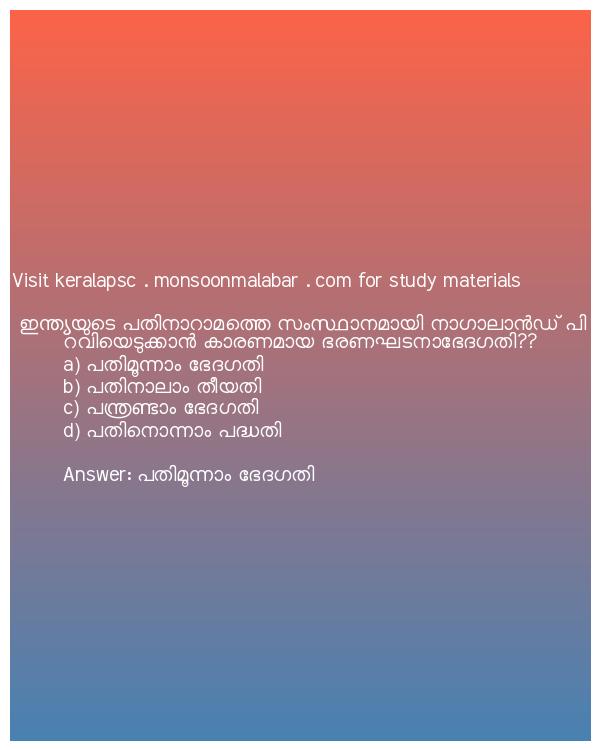 Visit keralapsc . monsoonmalabar . com for study materials
ഇന്ത്യയുടെ പതിനാറാമത്തെ സംസ്ഥാനമായി നാഗാലാൻഡ് പി
റവിയെടുക്കാൻ കാരണമായ ഭരണഘടനാഭേദഗതി??
a) പതിമൂന്നാം ഭേദഗതി
b) പതിനാലാം തീയതി
c) പന്ത്രണ്ടാം ഭേദഗതി
d) പതിനൊന്നാം പദ്ധതി
Answer: പതിമൂന്നാം ഭേദഗതി